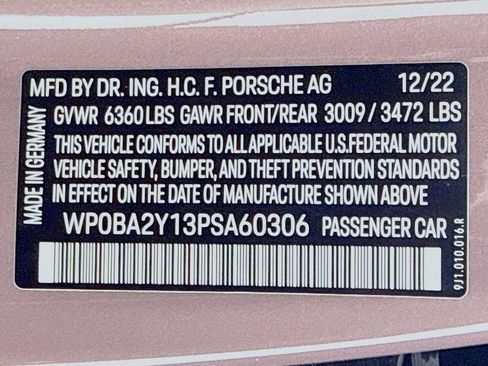 MFD BY DR. ING. H.C. F. PORSCHE AG 12/22
GVWR 6360 LBS GAWR FRONT/REAR 3009 / 3472 LBS
THIS VEHICLE CONFORMS TO ALL APPLICABLE U.S.FEDERAL MOTOR
VEHICLE SAFETY, BUMPER, AND THEFT PREVENTION STANDARDS
IN EFFECT ON THE DATE OF MANUFACTURE SHOWN ABOVE
WP0BA2Y13PSA60306 PASSENGER CAR
MADE IN GERMANY
9J1.010.016.R